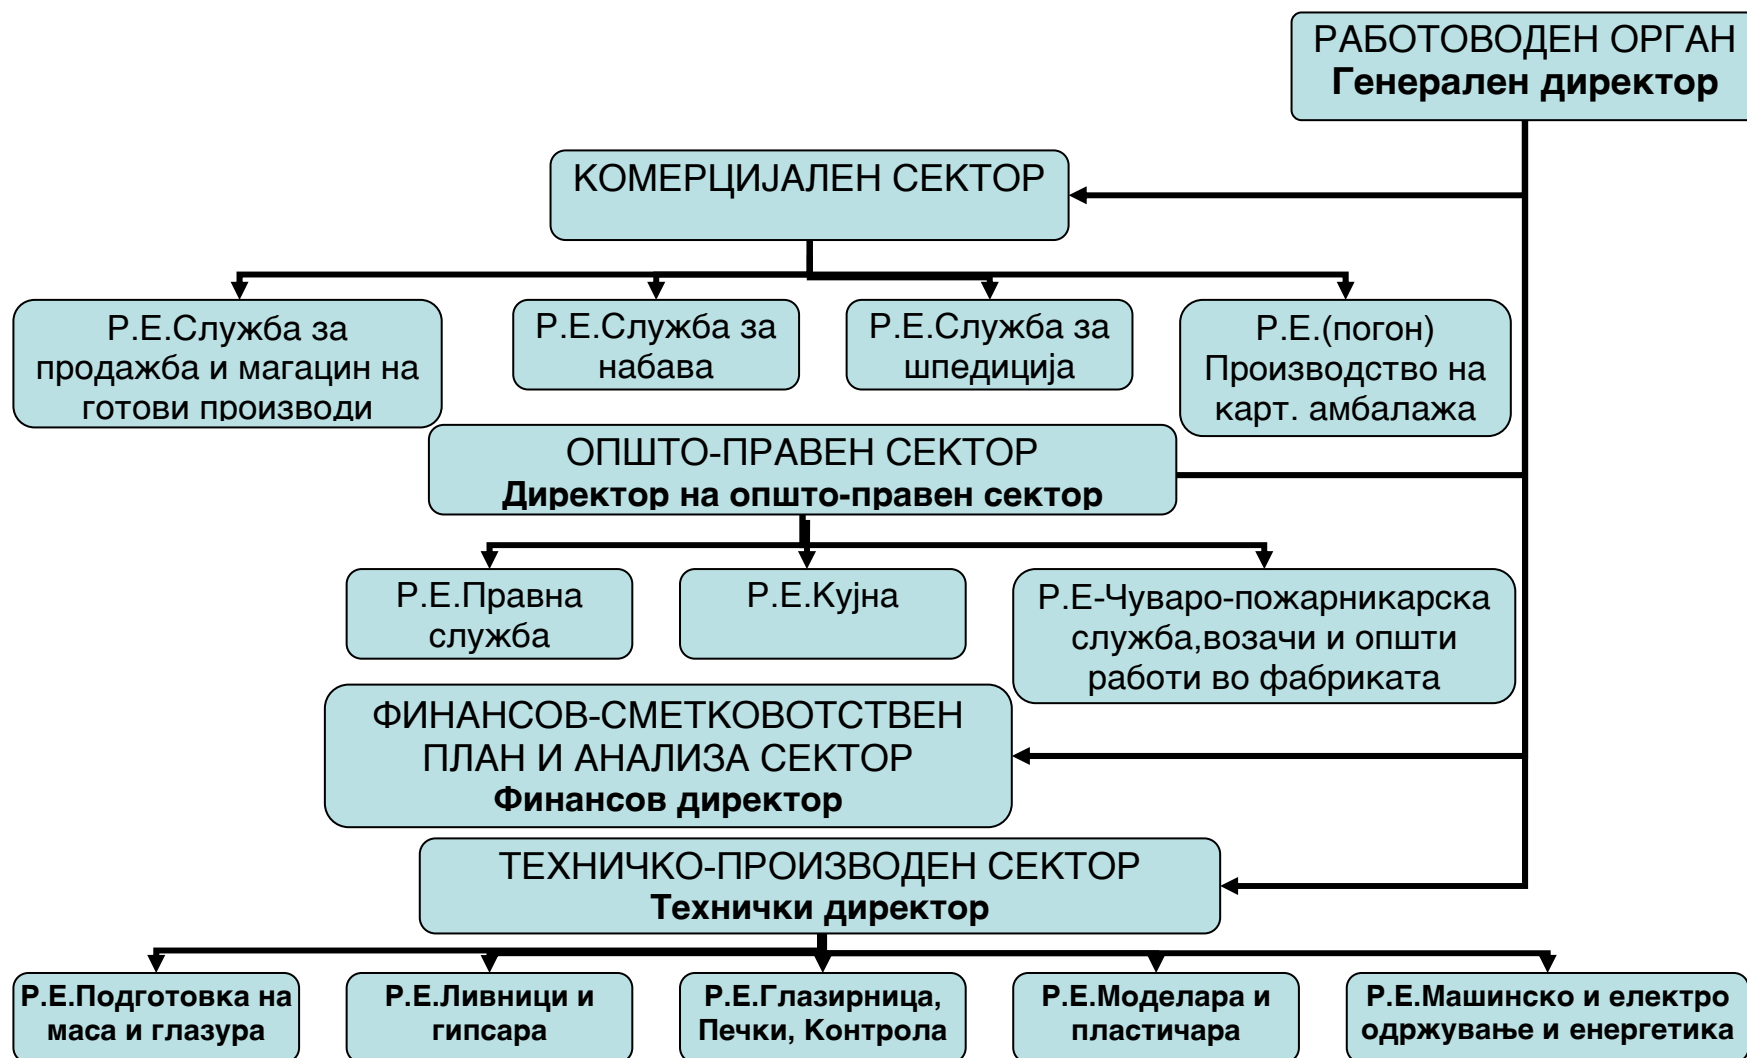 РАБОТОВОДЕН ОРГАН
Генерален директор
КОМЕРЦИЈАЛЕН СЕКТОР
Р.Е.Служба за
продажба и магацин на
готови производи
Р.Е.Служба за
набава
Р.Е.Служба за
шпедиција
Р.Е.(погон)
Производство на
карт. амбалажа
ОПШТО-ПРАВЕН СЕКТОР
Директор на општо-правен сектор
Р.Е.Правна
служба
Р.Е.Кујна
Р.Е-Чуваро-пожарникарска
служба,возачи и општи
работи во фабриката
ФИНАНСОВ-СМЕТКОВОТСТВЕН
ПЛАН И АНАЛИЗА СЕКТОР
Финансов директор
ТЕХНИЧКО-ПРОИЗВОДЕН СЕКТОР
Технички директор
Р.Е.Подготовка на
маса и глазура
Р.Е.Ливници и
гипсара
Р.Е.Глазирница,
Печки, Контрола
Р.Е.Моделара и
пластичара
Р.Е.Машинско и електро
одржување и енергетика